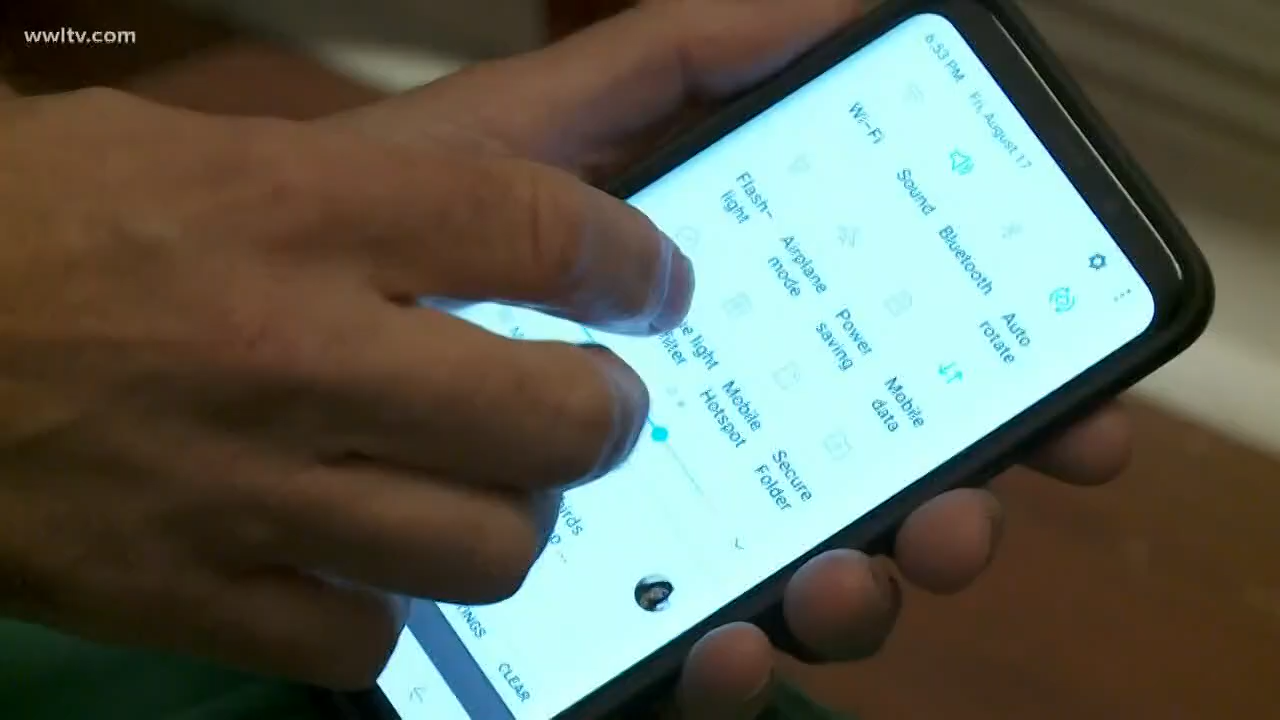 wwltv.com
6:53 PM Fri, August 17
Wi-Fi
Sound
Bluetooth
Auto
rotate
Flash-
light
Airplane
mode
Power
saving
Mobile
data
light
Mobile
Hotspot
Secure
Folder
CLEAR